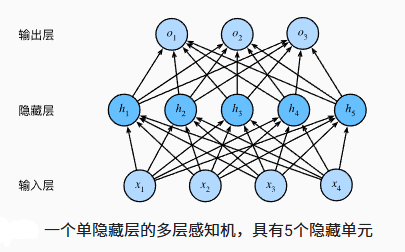 输出层 o1 o2 o3
隐藏层 h1 h2 h3 h4 h5
输入层 x1 x2 x3 x4
一个单隐藏层的多层感知机，具有5个隐藏单元